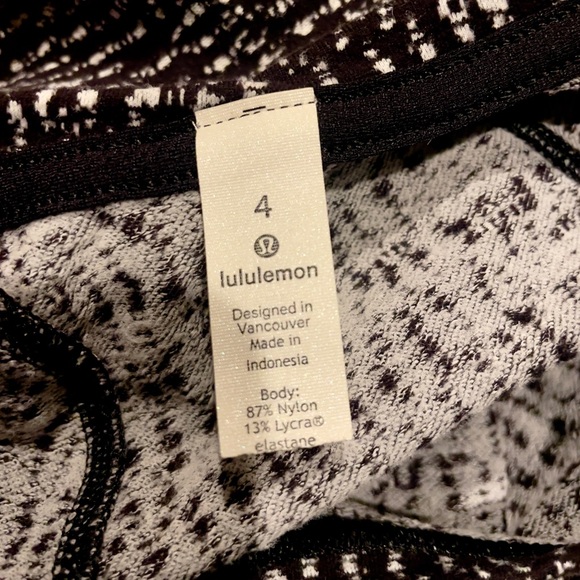 4
lululemon
Designed in
Vancouver
Made in
Indonesia
Body:
87% Nylon
13% Lycra®
elastane